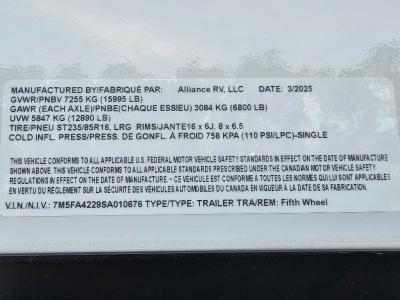 MANUFACTURED BY/FABRIQUÉ PAR: Alliance RV, LLC DATE: 3/2025
GVWR/PNBV 7255 KG (15995 LB)
GAWR (EACH AXLE)/PNBE(CHAQUE ESSIEU) 3084 KG (6800 LB)
UVW 5847 KG (12890 LB)
TIRE/PNEU ST235/85R16, LRG RIMS/JANTE16 x 6J, 8 x 6.5
COLD INFL. PRESS/PRESS. DE GONFL. À FROID 758 KPA (110 PSI/LPC)-SINGLE
THIS VEHICLE CONFORMS TO ALL APPLICABLE U.S. FEDERAL MOTOR VEHICLE SAFETY STANDARDS IN EFFECT ON THE DATE OF MANUFACTURE
SHOWN ABOVE. THIS VEHICLE CONFORMS TO ALL APPLICABLE STANDARDS PRESCRIBED UNDER THE CANADIAN MOTOR VEHICLE SAFETY
REGULATIONS IN EFFECT ON THE DATE OF MANUFACTURE. ~ CE VÉHICULE EST CONFORME À TOUTES LES NORMES QUI LUI SONT APPLICABLES
EN VERTU DU RÈGLEMENT SUR LA SÉCURITÉ DES VÉHICULES AUTOMOBILES DU CANADA EN VIGUEUR À LA DATE DE SA FABRICATION.
V.I.N./N.I.V.: 7M5FA4229SA010676 TYPE/TYPE: TRAILER TRA/REM: Fifth Wheel